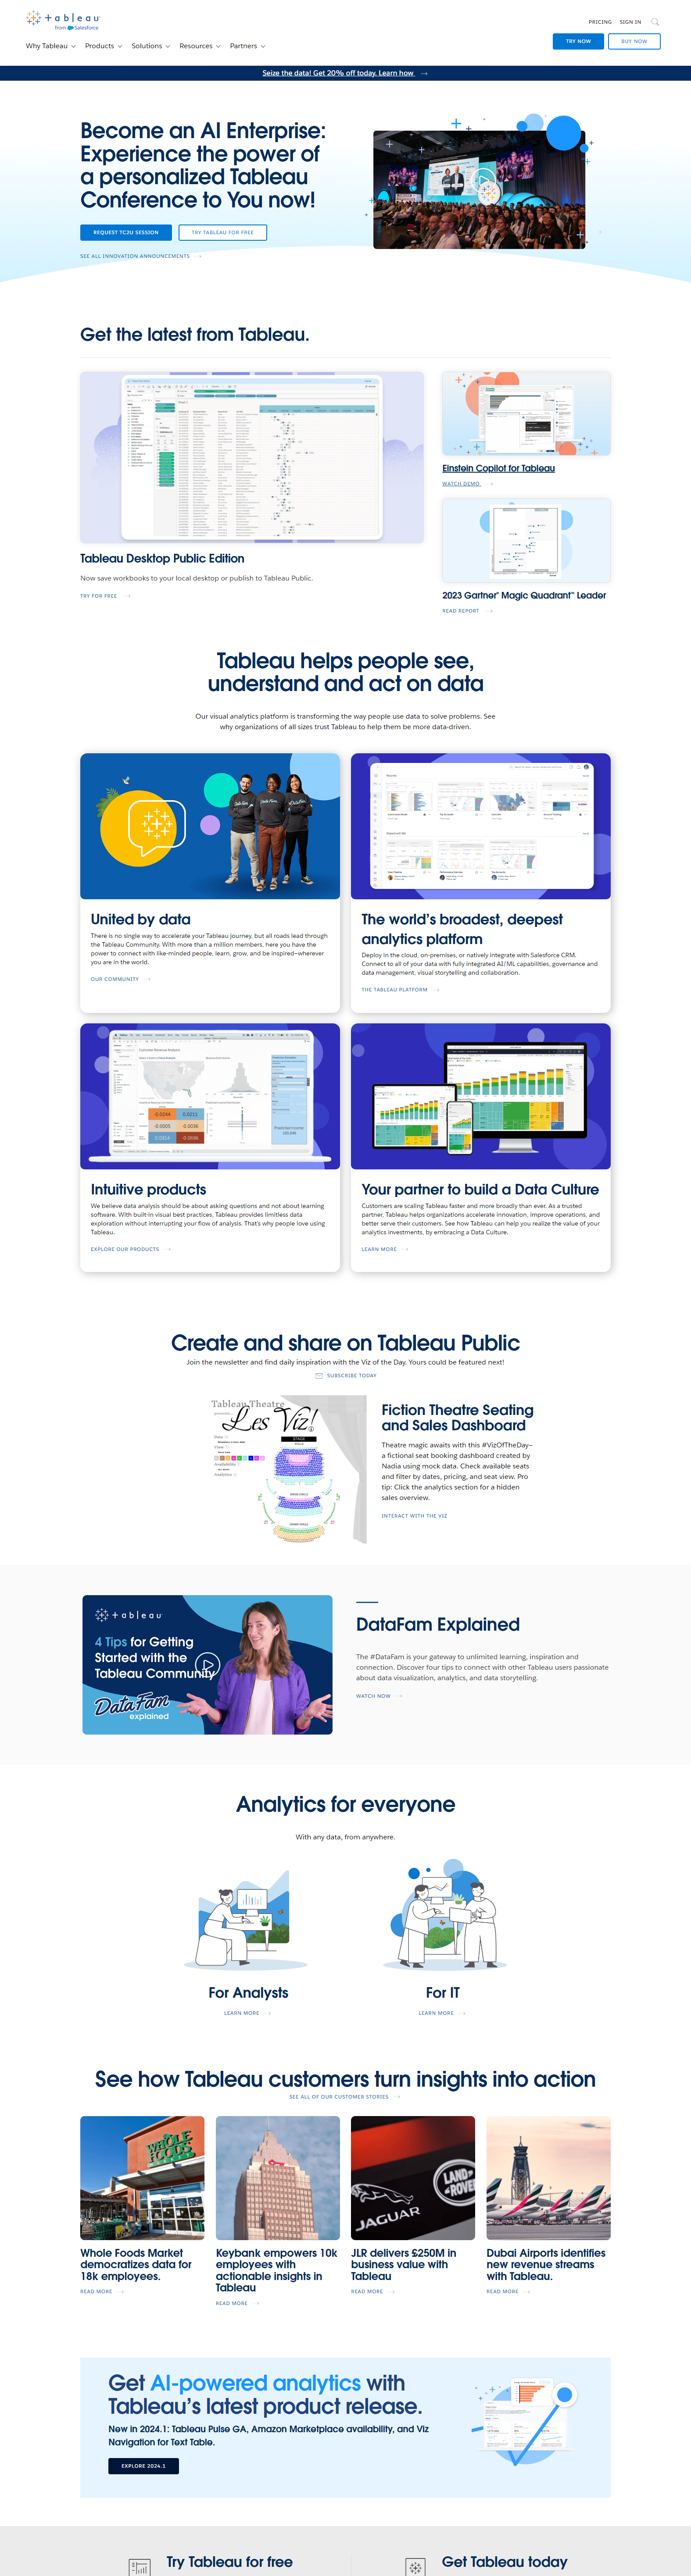 +ableau
from Salesforce
PRICING SIGN IN
Why Tableau Products Solutions Resources Partners
TRY NOW BUY NOW
Seize the data! Get 20% off today. Learn how
Become an AI Enterprise:
Experience the power of
a personalized Tableau
Conference to You now!
REQUEST TC2U SESSION TRY TABLEAU FOR FREE
SEE ALL INNOVATION ANNOUNCEMENTS
Get the latest from Tableau.
Einstein Copilot for Tableau
WATCH DEMO
Tableau Desktop Public Edition
Now save workbooks to your local desktop or publish to Tableau Public.
TRY FOR FREE
2023 Gartner® Magic Quadrant™ Leader
READ REPORT
Tableau helps people see,
understand and act on data
Our visual analytics platform is transforming the way people use data to solve problems. See
why organizations of all sizes trust Tableau to help them be more data-driven.
United by data
There is no single way to accelerate your Tableau journey, but all roads lead through
the Tableau Community. With more than a million members, here you have the
power to connect with like-minded people, learn, grow, and be inspired—wherever
you are in the world.
OUR COMMUNITY
The world's broadest, deepest
analytics platform
Deploy in the cloud, on-premises, or natively integrate with Salesforce CRM.
Connect to all of your data with fully integrated AI/ML capabilities, governance and
data management, visual storytelling and collaboration.
THE TABLEAU PLATFORM
Intuitive products
We believe data analysis should be about asking questions and not about learning
software. With built-in visual best practices, Tableau provides limitless data
exploration without interrupting your flow of analysis. That's why people love using
Tableau.
EXPLORE OUR PRODUCTS
Your partner to build a Data Culture
Customers are scaling Tableau faster and more broadly than ever. As a trusted
partner, Tableau helps organizations accelerate innovation, improve operations, and
better serve their customers. See how Tableau can help you realize the value of your
analytics investments, by embracing a Data Culture.
LEARN MORE
Create and share on Tableau Public
Join the newsletter and find daily inspiration with the Viz of the Day. Yours could be featured next!
SUBSCRIBE TODAY
Tableau Theatre
Les Viz!
STAGE
Fiction Theatre Seating
and Sales Dashboard
Theatre magic awaits with this #VizOfTheDay—
a fictional seat booking dashboard created by
Nadia using mock data. Check available seats
and filter by dates, pricing, and seat view. Pro
tip: Click the analytics section for a hidden
sales overview.
INTERACT WITH THE VIZ
+ableau
4 Tips for Getting
Started with the
Tableau Community
DataFam
explained
DataFam Explained
The #DataFam is your gateway to unlimited learning, inspiration and
connection. Discover four tips to connect with other Tableau users passionate
about data visualization, analytics, and data storytelling.
WATCH NOW
Analytics for everyone
With any data, from anywhere.
For Analysts
LEARN MORE
For IT
LEARN MORE
See how Tableau customers turn insights into action
SEE ALL OF OUR CUSTOMER STORIES
WHOLE FOODS
MARKET
JAGUAR
LAND ROVER
Whole Foods Market
democratizes data for
18k employees.
READ MORE
Keybank empowers 10k
employees with
actionable insights in
Tableau
READ MORE
JLR delivers £250M in
business value with
Tableau
READ MORE
Dubai Airports identifies
new revenue streams
with Tableau.
READ MORE
Get AI-powered analytics with
Tableau's latest product release.
New in 2024.1: Tableau Pulse GA, Amazon Marketplace availability, and Viz
Navigation for Text Table.
EXPLORE 2024.1
Try Tableau for free
Get Tableau today